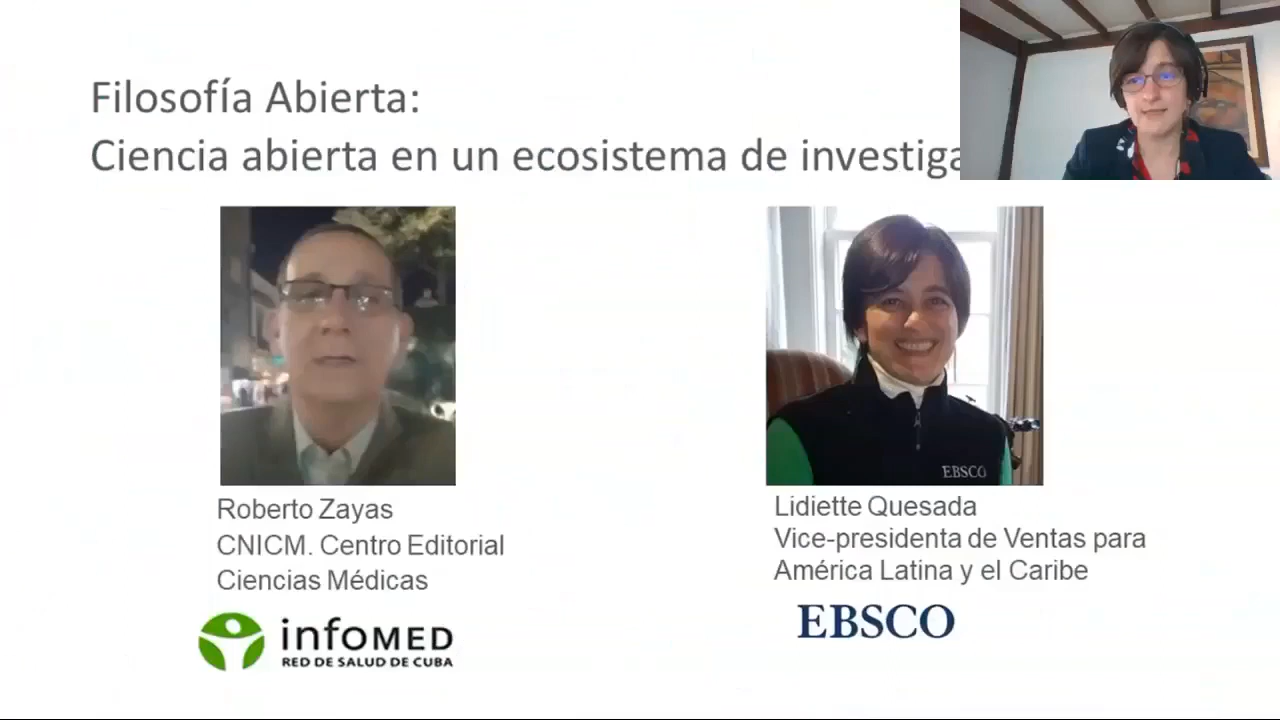 Filosofía Abierta:
Ciencia abierta en un ecosistema de
EBSCO
Roberto Zayas
CNICM. Centro Editorial
Ciencias Médicas
Lidiette Quesada
Vice-presidenta de Ventas para
América Latina y el Caribe
infoMED
RED DE SALUD DE CUBA
EBSCO